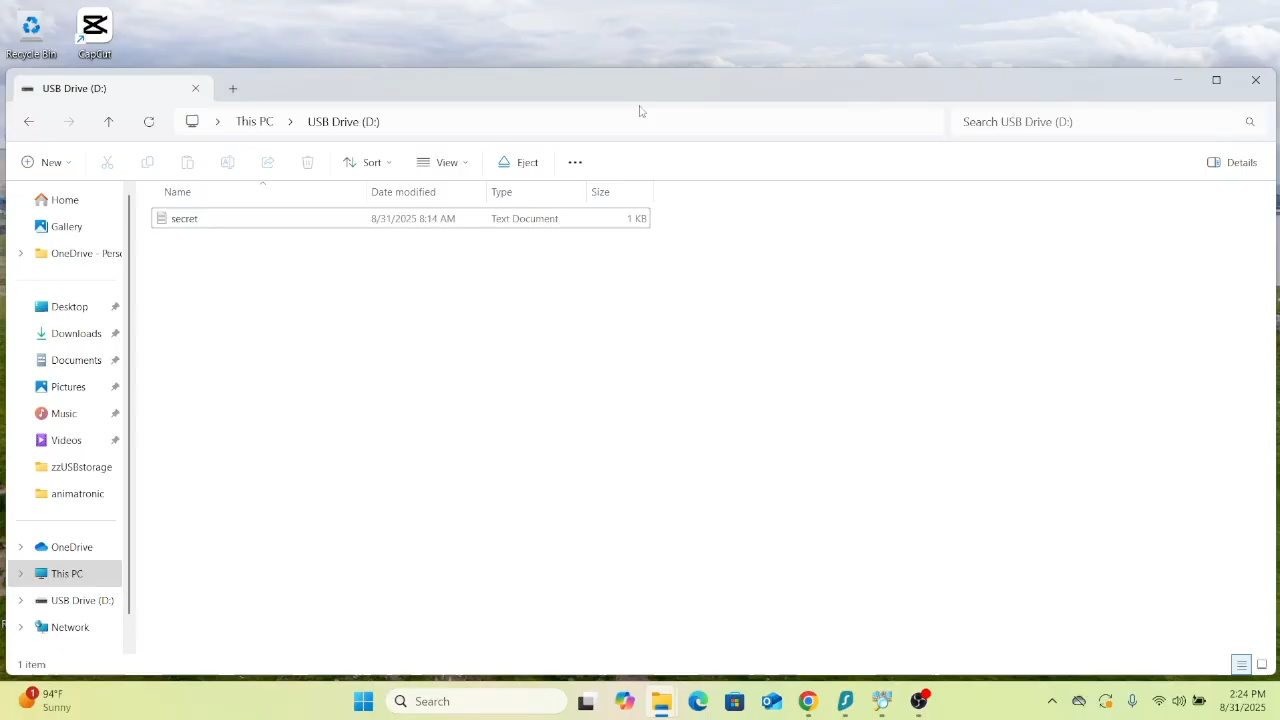 Recycle Bin
CapCut
USB Drive (D:)
This PC
USB Drive (D:)
Search USB Drive (D:)
New
Sort
View
Eject
Details
Name
Date modified
Type
Size
secret
8/31/2025 8:14 AM
Text Document
1 KB
Home
Gallery
OneDrive - Perso
Desktop
Downloads
Documents
Pictures
Music
Videos
zzUSBstorage
animatronic
OneDrive
This PC
USB Drive (D:)
Network
1 item
1
94°F
Sunny
Search
2:24 PM
8/31/2025